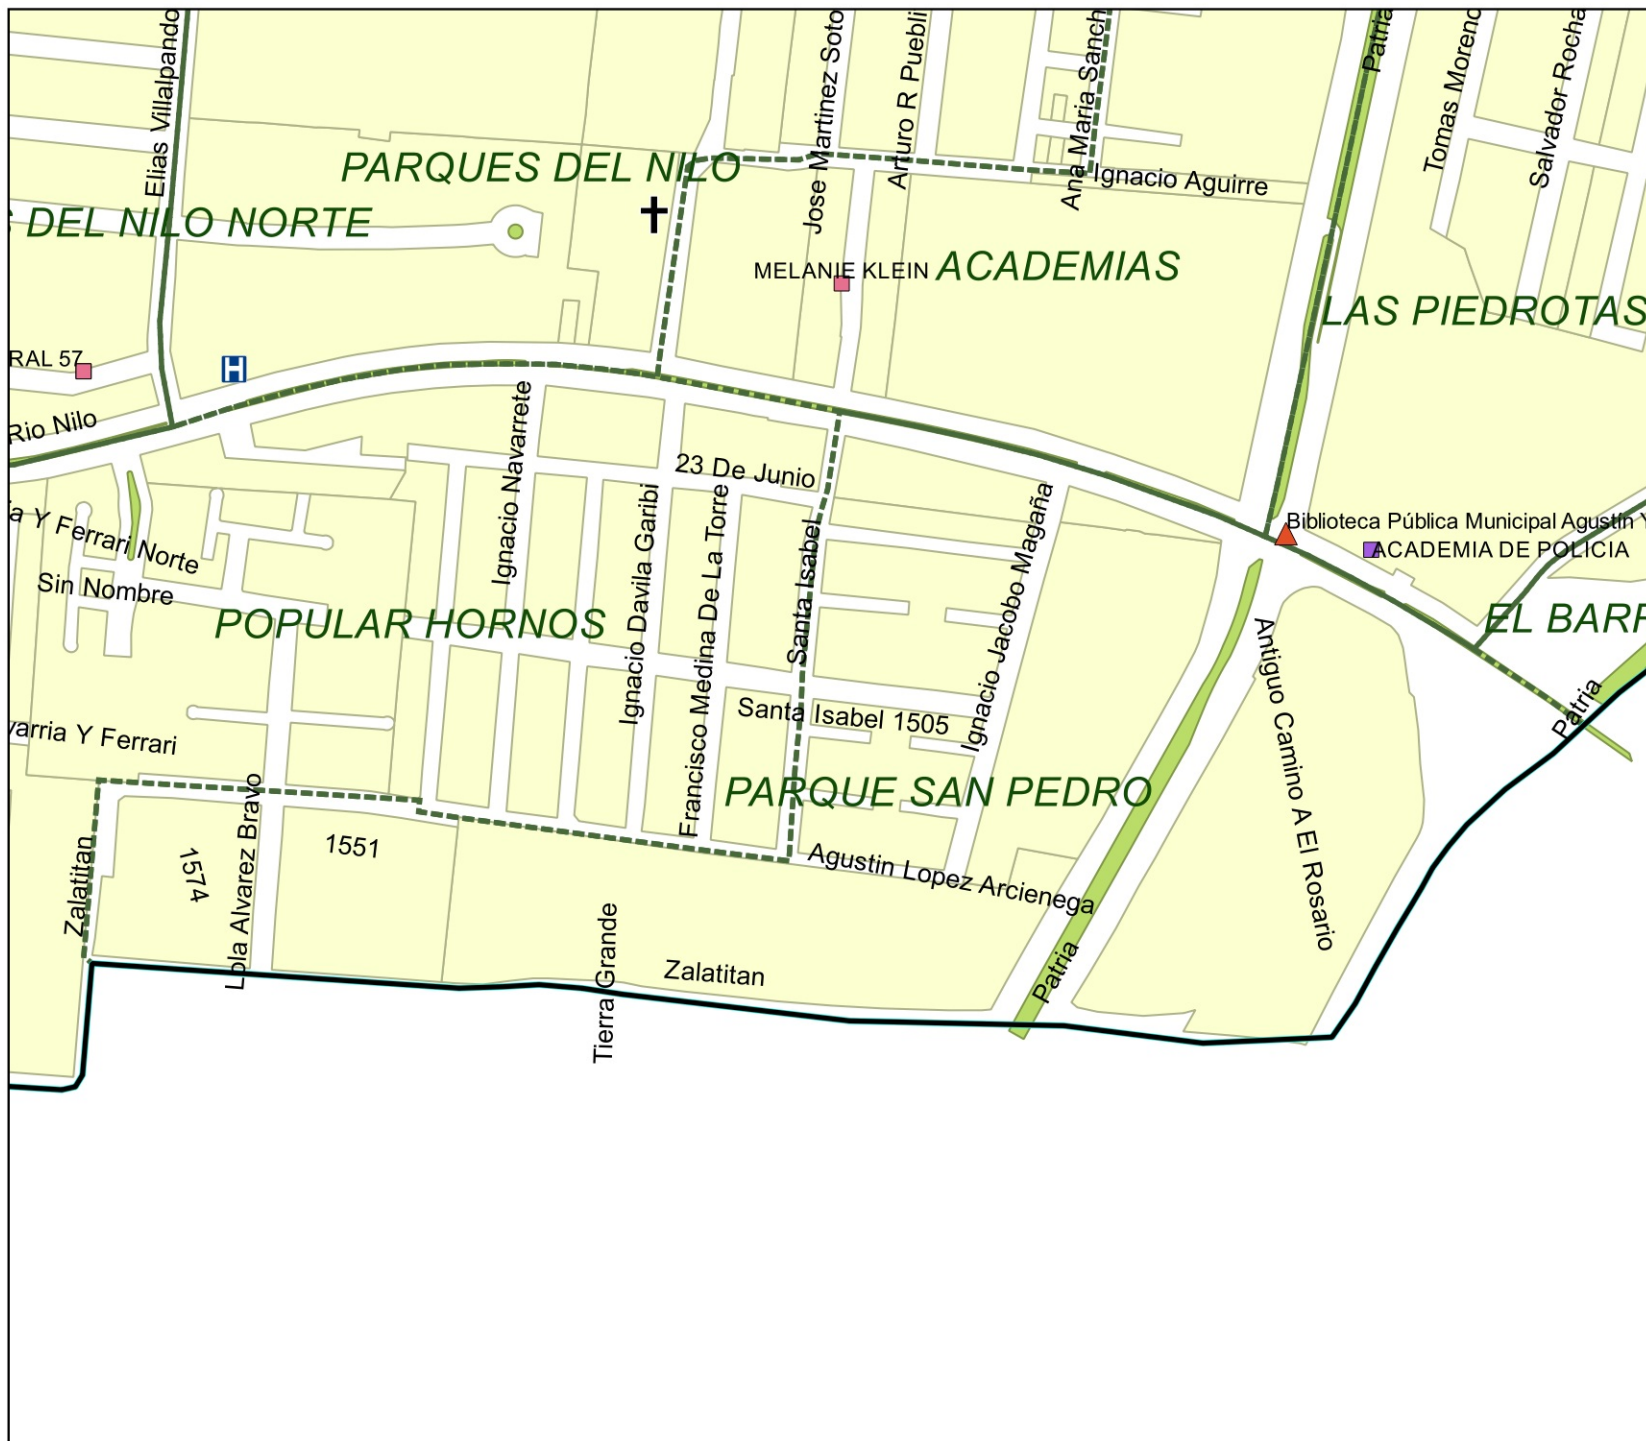 Elias Villalpando
Jose Martinez Soto
Arturo R Puebli
Ana Maria Sanch
Patria
Tomas Moreno
Salvador Rocha
PARQUES DEL NILO
Ignacio Aguirre
DEL NILO NORTE
MELANIE KLEIN
ACADEMIAS
LAS PIEDROTAS
RAL 57
H
Rio Nilo
Ignacio Navarrete
23 De Junio
Ignacio Davila Garibi
Francisco Medina De La Torre
Santa Isabel
Ignacio Jacobo Magaña
Biblioteca Pública Municipal Agustín Y
ACADEMIA DE POLICIA
ia Y Ferrari Norte
Sin Nombre
POPULAR HORNOS
EL BARR
Antiguo Camino A El Rosario
Patria
Santa Isabel 1505
varria Y Ferrari
PARQUE SAN PEDRO
Zalatitan
1574
Lola Alvarez Bravo
1551
Agustin Lopez Arcienega
Tierra Grande
Zalatitan
Patria